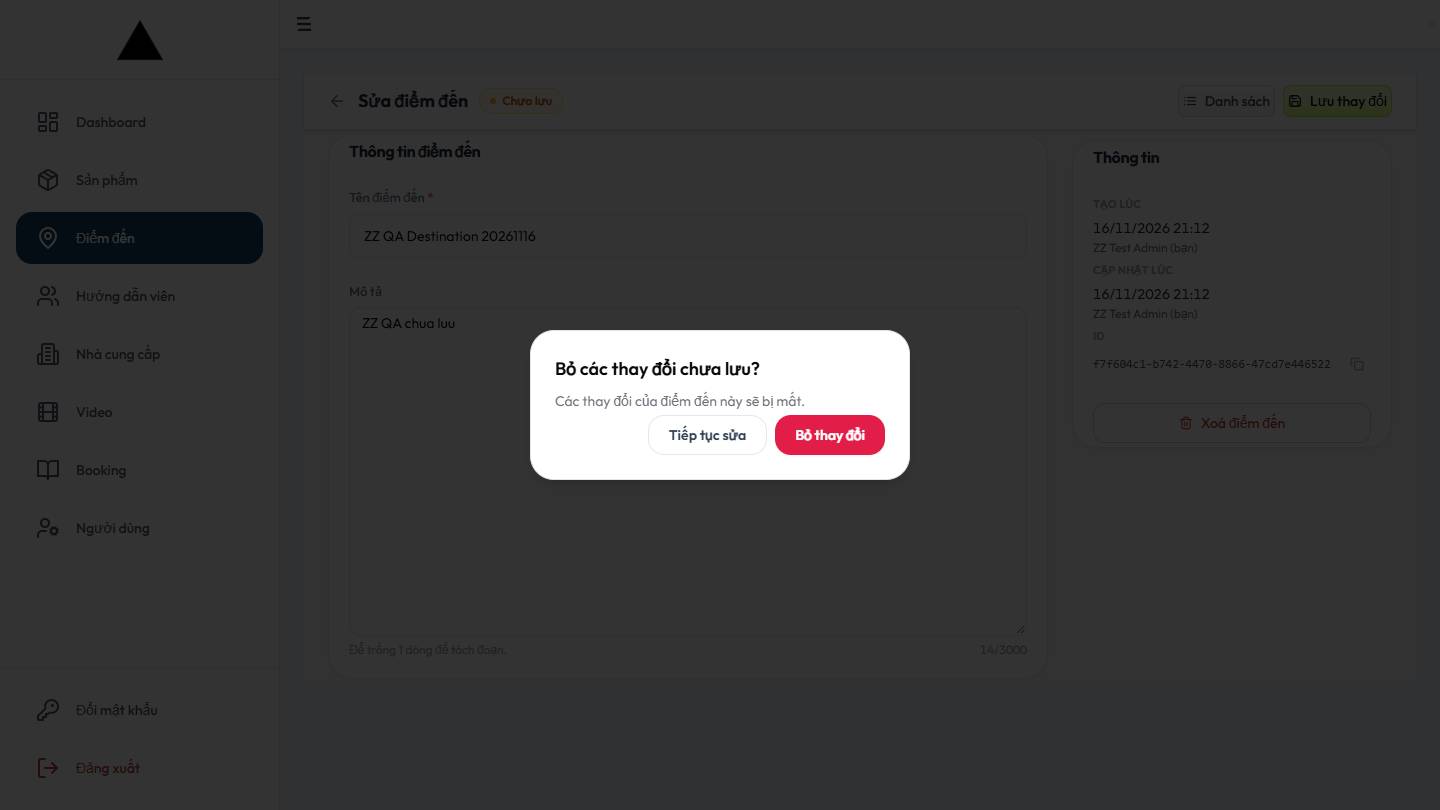 Dashboard
Sản phẩm
Điểm đến
Hướng dẫn viên
Nhà cung cấp
Video
Booking
Người dùng
Đổi mật khẩu
Đăng xuất
Sửa điểm đến
Chưa lưu
Danh sách
Lưu thay đổi
Thông tin điểm đến
Tên điểm đến *
ZZ QA Destination 20261116
Mô tả
ZZ QA chua luu
Để trống 1 dòng để tách đoạn.
14/3000
Thông tin
TẠO LÚC
16/11/2026 21:12
ZZ Test Admin (bạn)
CẬP NHẬT LÚC
16/11/2026 21:12
ZZ Test Admin (bạn)
ID
f7f604c1-b742-4470-8866-47cd7e446522
Xoá điểm đến
Bỏ các thay đổi chưa lưu?
Các thay đổi của điểm đến này sẽ bị mất.
Tiếp tục sửa
Bỏ thay đổi